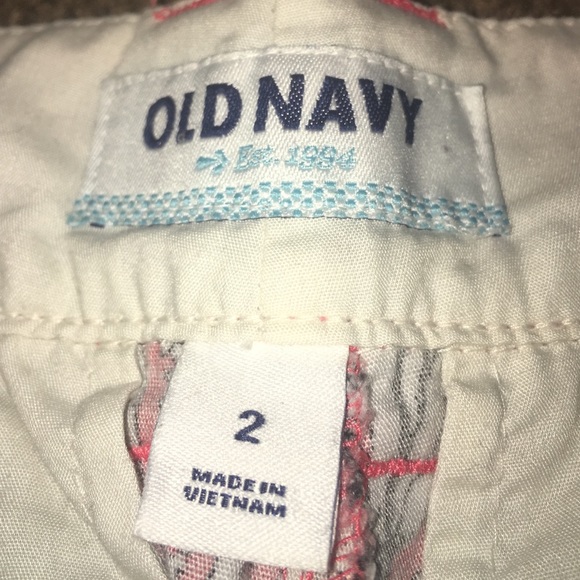 OLD NAVY
Est. 1994
2
MADE IN
VIETNAM